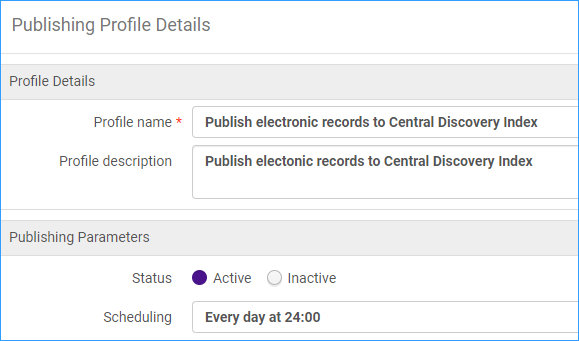 Publishing Profile Details
Profile Details
Profile name * Publish electronic records to Central Discovery Index
Profile description Publish electonic records to Central Discovery Index
Publishing Parameters
Status Active Inactive
Scheduling Every day at 24:00